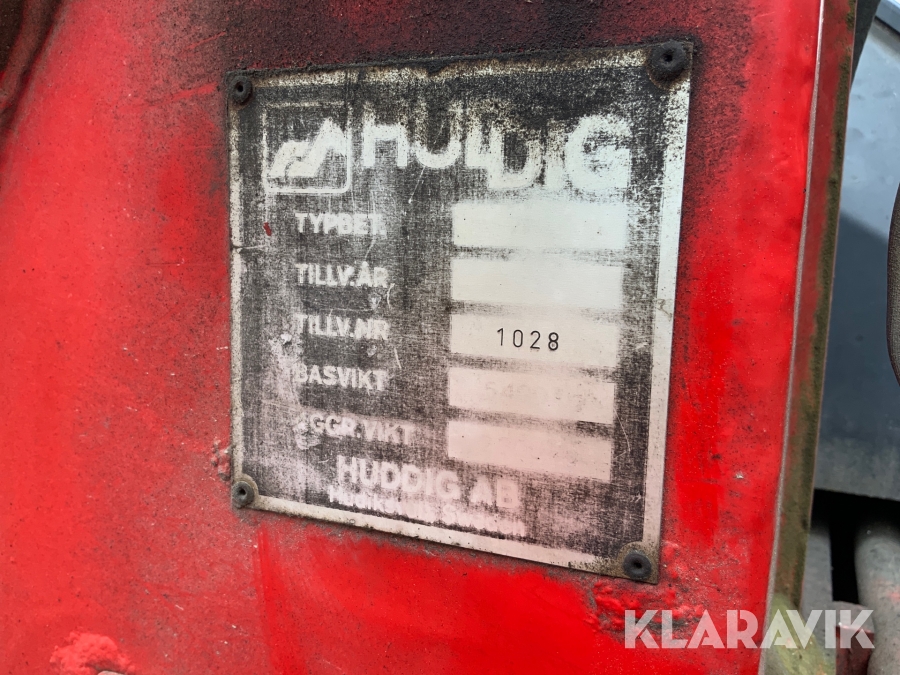 HUDDIG
TYPBET.
TILLV.ÅR
TILLV.NR 1028
BASVIKT
AGGR.VIKT
HUDDIG AB
KLARAVIK